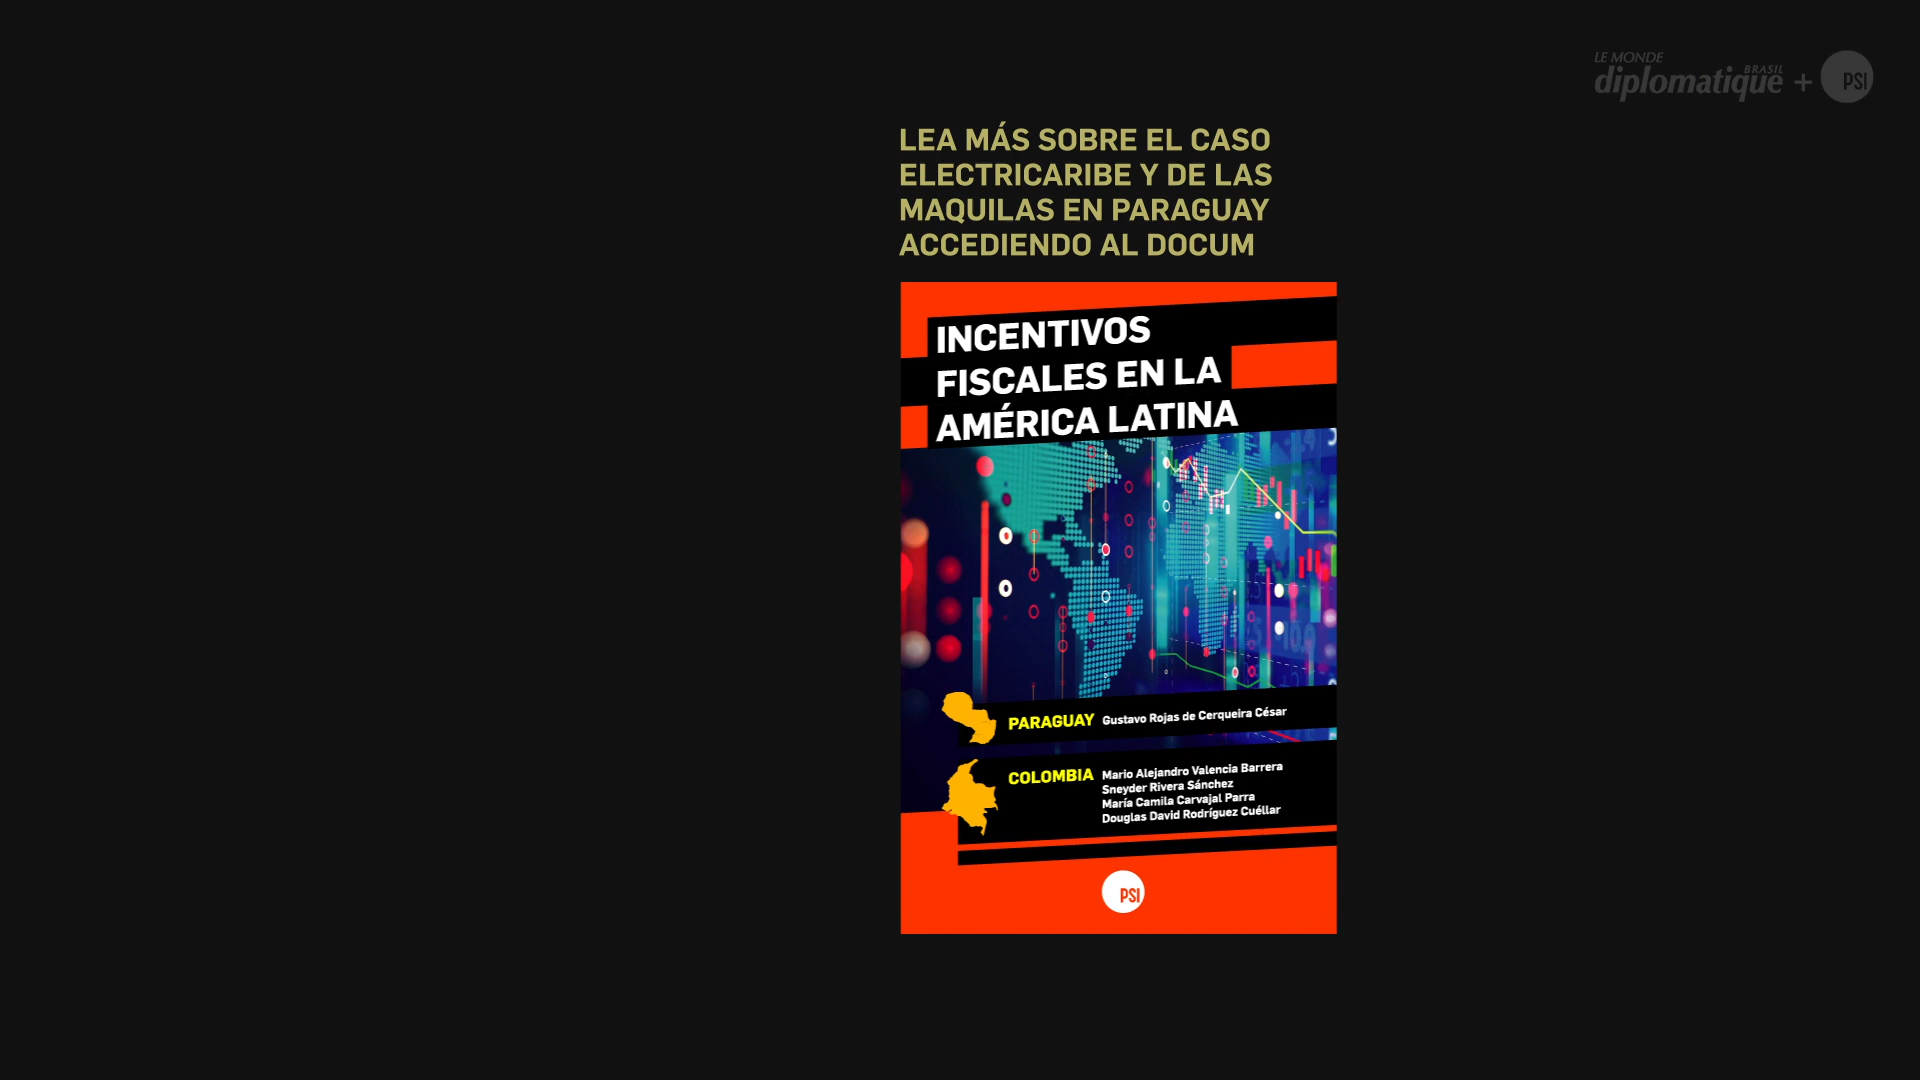 LE MONDE
diplomatique BRASIL + PSI
LEA MÁS SOBRE EL CASO
ELECTRICARIBE Y DE LAS
MAQUILAS EN PARAGUAY
ACCEDIENDO AL DOCUM
INCENTIVOS
FISCALES EN LA
AMÉRICA LATINA
PARAGUAY Gustavo Rojas de Cerqueira César
COLOMBIA Mario Alejandro Valencia Barrera
Sneyder Rivera Sánchez
María Camila Carvajal Parra
Douglas David Rodríguez Cuéllar
PSI